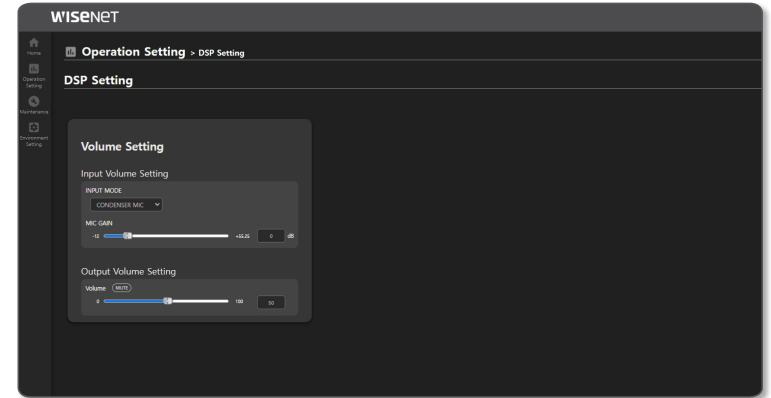 WISENET
Home
Operation Setting > DSP Setting
Operation
Setting
DSP Setting
Maintenance
Environment
Setting
Volume Setting
Input Volume Setting
INPUT MODE
CONDENSER MIC
MIC GAIN
-12 +55.25 0 dB
Output Volume Setting
Volume MUTE
0 100 50